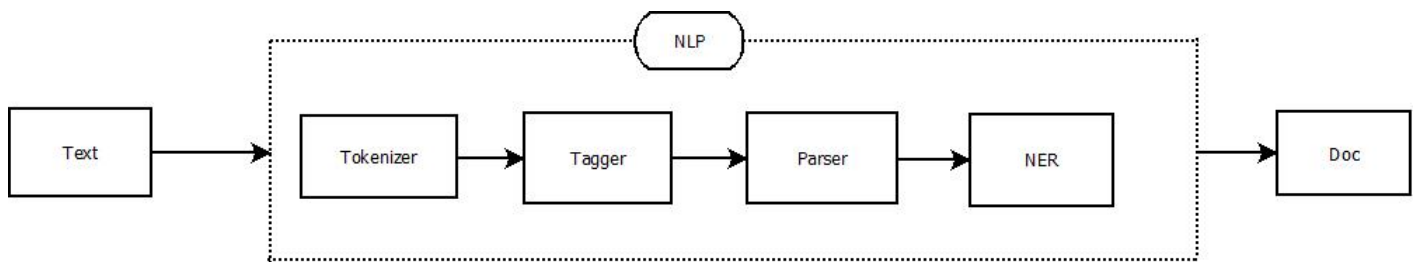 NLP
Text
Tokenizer
Tagger
Parser
NER
Doc